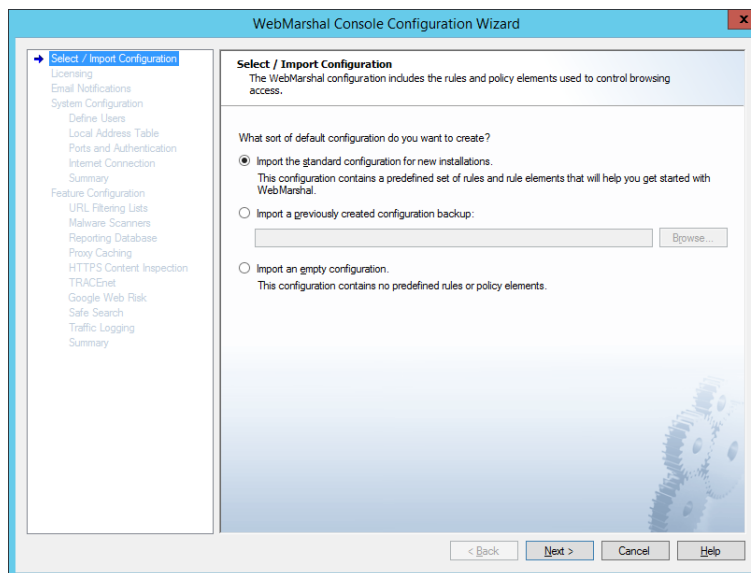 WebMarshal Console Configuration Wizard
x
Select / Import Configuration
Licensing
Email Notifications
System Configuration
Define Users
Local Address Table
Ports and Authentication
Internet Connection
Summary
Feature Configuration
URL Filtering Lists
Malware Scanners
Reporting Database
Proxy Caching
HTTPS Content Inspection
TRACEnet
Google Web Risk
Safe Search
Traffic Logging
Summary
Select / Import Configuration
The WebMarshal configuration includes the rules and policy elements used to control browsing
access.
What sort of default configuration do you want to create?
Import the standard configuration for new installations.
This configuration contains a predefined set of rules and rule elements that will help you get started with
WebMarshal.
Import a previously created configuration backup:
Browse...
Import an empty configuration.
This configuration contains no predefined rules or policy elements.
< Back
Next >
Cancel
Help